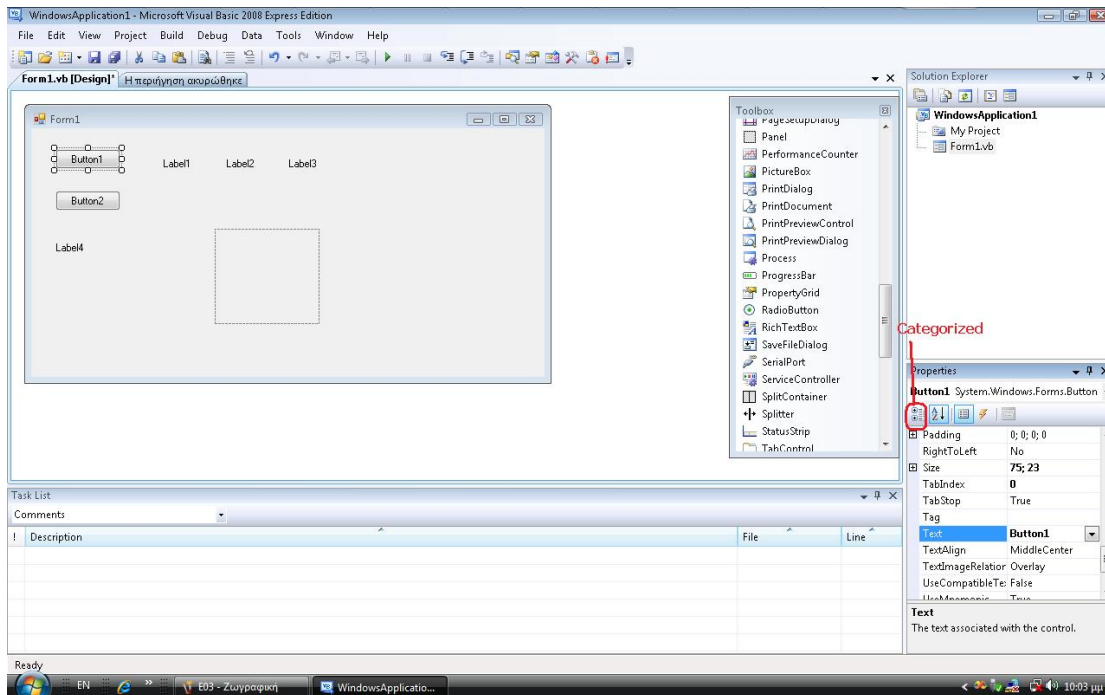 WindowsApplication1 - Microsoft Visual Basic 2008 Express Edition
File Edit View Project Build Debug Data Tools Window Help
Form1.vb [Design]* Η περιήγηση ακυρώθηκε
Form1
Button1
Label1 Label2 Label3
Button2
Label4
Toolbox
PageSetupDialog
Panel
PerformanceCounter
PictureBox
PrintDialog
PrintDocument
PrintPreviewControl
PrintPreviewDialog
Process
ProgressBar
PropertyGrid
RadioButton
RichTextBox
SaveFileDialog
SerialPort
ServiceController
SplitContainer
Splitter
StatusStrip
TabControl
Solution Explorer
WindowsApplication1
My Project
Form1.vb
Categorized
Properties
Button1 System.Windows.Forms.Button
Padding 0; 0; 0; 0
RightToLeft No
Size 75; 23
TabIndex 0
TabStop True
Tag
Text Button1
TextAlign MiddleCenter
TextImageRelation Overlay
UseCompatibleTe: False
UseMnemonic True
Text
The text associated with the control.
Task List
Comments
! Description File Line
Ready
EN E03 - Ζωγραφική WindowsApplicatio... 10:03 μμ